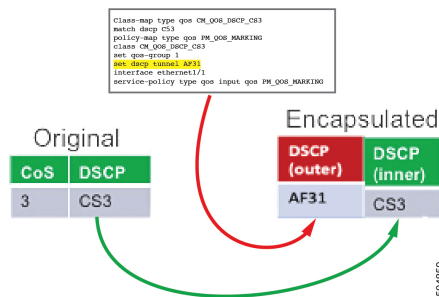 Class-map type qos CM_QOS_DSCP_CS3
match dscp C53
policy-map type qos PM_QOS_MARKING
class CM_QOS_DSCP_CS3
set qos-group 1
set dscp tunnel AF31
interface ethernet1/1
service-policy type qos input qos PM_QOS_MARKING
Original
CoS DSCP
3 CS3
Encapsulated
DSCP (outer) DSCP (inner)
AF31 CS3